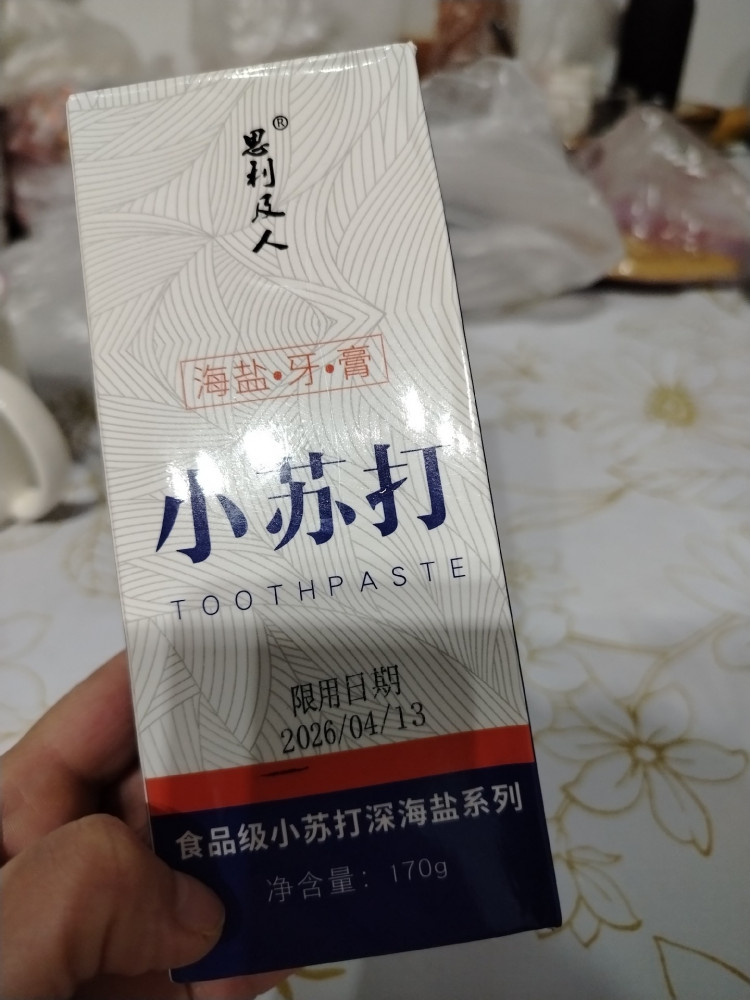 思利及人®
海盐·牙·膏
小苏打
TOOTHPASTE
限用日期
2026/04/13
食品级小苏打深海盐系列
净含量：170g